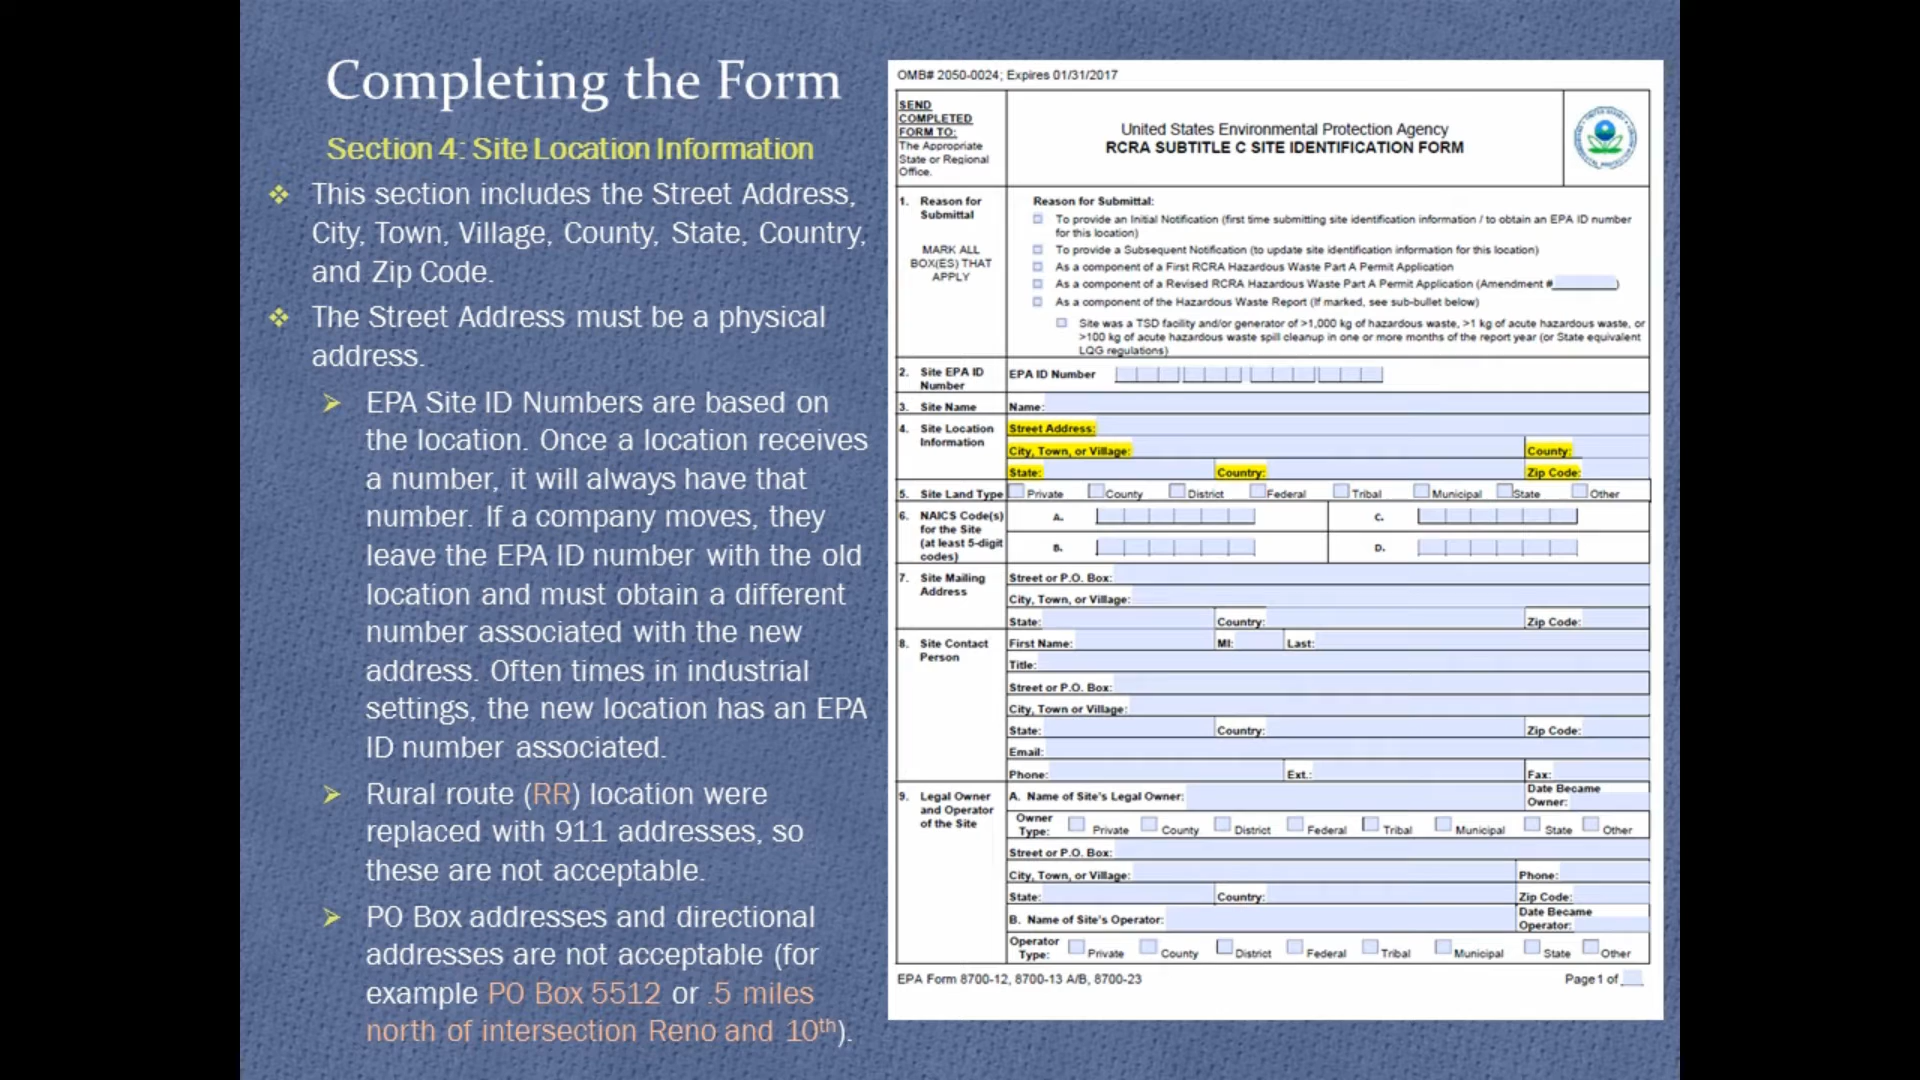 Completing the Form
Section 4: Site Location Information
This section includes the Street Address,
City, Town, Village, County, State, Country,
and Zip Code.
The Street Address must be a physical
address.
EPA Site ID Numbers are based on
the location. Once a location receives
a number, it will always have that
number. If a company moves, they
leave the EPA ID number with the old
location and must obtain a different
number associated with the new
address. Often times in industrial
settings, the new location has an EPA
ID number associated.
Rural route (RR) location were
replaced with 911 addresses, so
these are not acceptable.
PO Box addresses and directional
addresses are not acceptable (for
example PO Box 5512 or .5 miles
north of intersection Reno and 10th).
OMB# 2050-0024; Expires 01/31/2017
SEND
COMPLETED
FORM TO:
The Appropriate
State or Regional
Office.
United States Environmental Protection Agency
RCRA SUBTITLE C SITE IDENTIFICATION FORM
1. Reason for
Submittal
MARK ALL
BOX(ES) THAT
APPLY
Reason for Submittal:
To provide an Initial Notification (first time submitting site identification information / to obtain an EPA ID number
for this location)
To provide a Subsequent Notification (to update site identification information for this location)
As a component of a First RCRA Hazardous Waste Part A Permit Application
As a component of a Revised RCRA Hazardous Waste Part A Permit Application (Amendment # )
As a component of the Hazardous Waste Report (If marked, see sub-bullet below)
Site was a TSD facility and/or generator of >1,000 kg of hazardous waste, >1 kg of acute hazardous waste, or
>100 kg of acute hazardous waste spill cleanup in one or more months of the report year (or State equivalent
LQG regulations)
2. Site EPA ID
Number
EPA ID Number
3. Site Name
Name:
4. Site Location
Information
Street Address:
City, Town, or Village: County:
State: Country: Zip Code:
5. Site Land Type Private County District Federal Tribal Municipal State Other
6. NAICS Code(s)
for the Site
(at least 5-digit
codes)
A. C.
B. D.
7. Site Mailing
Address
Street or P.O. Box:
City, Town, or Village:
State: Country: Zip Code:
8. Site Contact
Person
First Name: MI: Last:
Title:
Street or P.O. Box:
City, Town or Village:
State: Country: Zip Code:
Email:
Phone: Ext.: Fax:
9. Legal Owner
and Operator
of the Site
A. Name of Site's Legal Owner: Date Became
Owner:
Owner
Type: Private County District Federal Tribal Municipal State Other
Street or P.O. Box:
City, Town, or Village: Phone:
State: Country: Zip Code:
B. Name of Site's Operator: Date Became
Operator:
Operator
Type: Private County District Federal Tribal Municipal State Other
EPA Form 8700-12, 8700-13 A/B, 8700-23 Page 1 of